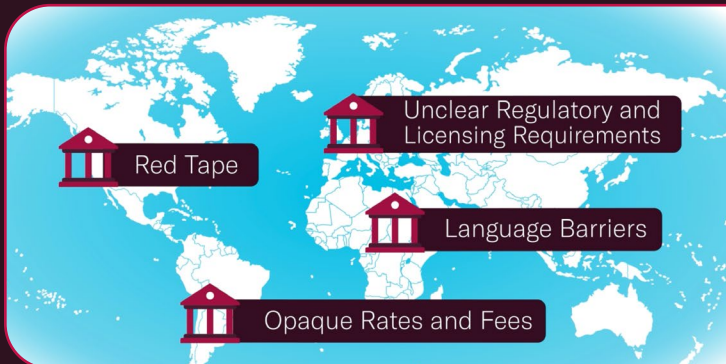 Unclear Regulatory and
Licensing Requirements
Red Tape
Language Barriers
Opaque Rates and Fees